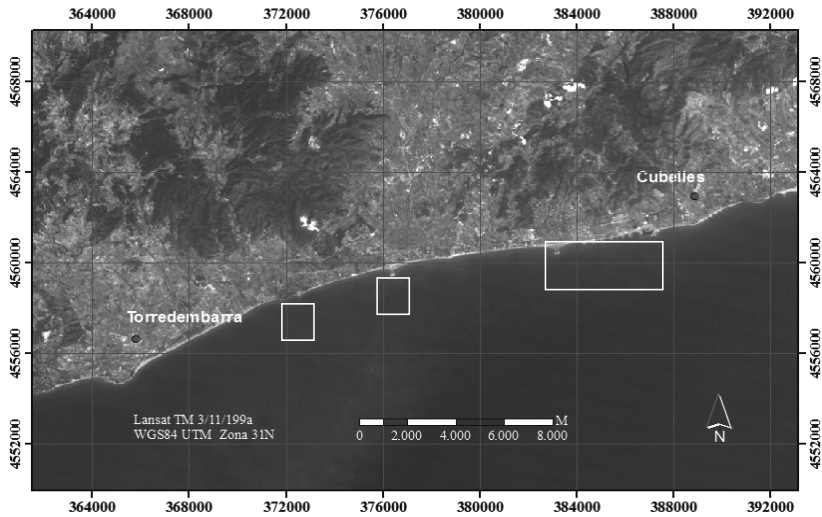 364000 368000 372000 376000 380000 384000 388000 392000
4568000 4568000
4564000 4564000
Cubelles
4560000 4560000
Torredembarra
4556000 4556000
Lansat TM 3/11/199a
WGS84 UTM Zona 31N
M
0 2.000 4.000 6.000 8.000
N
4552000 4552000
364000 368000 372000 376000 380000 384000 388000 392000